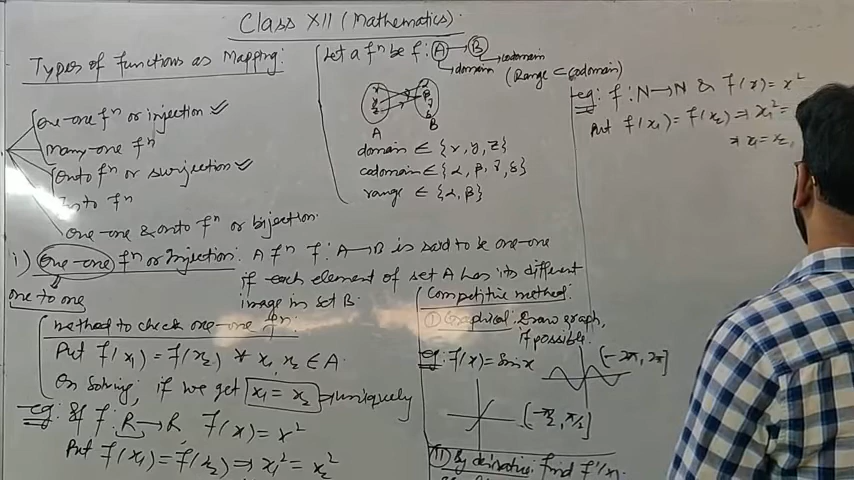 Class XII (Mathematics).
Types of functions as Mapping:
One-one fⁿ or injection ✓
Many-one fⁿ
Onto fⁿ or surjection ✓
Into fⁿ
One-one & onto fⁿ or bijection.
Let a fⁿ be f: A → B → codomain
domain (Range ⊂ codomain)
x y z
α β γ δ
A B
domain ∈ {x, y, z}
codomain ∈ {α, β, γ, δ}
range ∈ {α, β}
i) One-one fⁿ or Injection: A fⁿ f: A → B is said to be one-one
if each element of set A has its different
image in set B.
one to one
method to check one-one fⁿ:
Put f(x₁) = f(x₂) ∀ x₁, x₂ ∈ A.
On Solving, if we get x₁ = x₂ → uniquely
eg: If f: R → R f(x) = x²
Put f(x₁) = f(x₂) ⇒ x₁² = x₂²
Competitive method:
(i) Graphical: Draw graph,
if possible.
eg: f(x) = sin x (-2π, 2π]
[-π/2, π/2]
(ii) By derivative: find f'(x).
eg: f: N → N & f(x) = x²
Put f(x₁) = f(x₂) ⇒ x₁² =
⇒ x₁ = x₂,